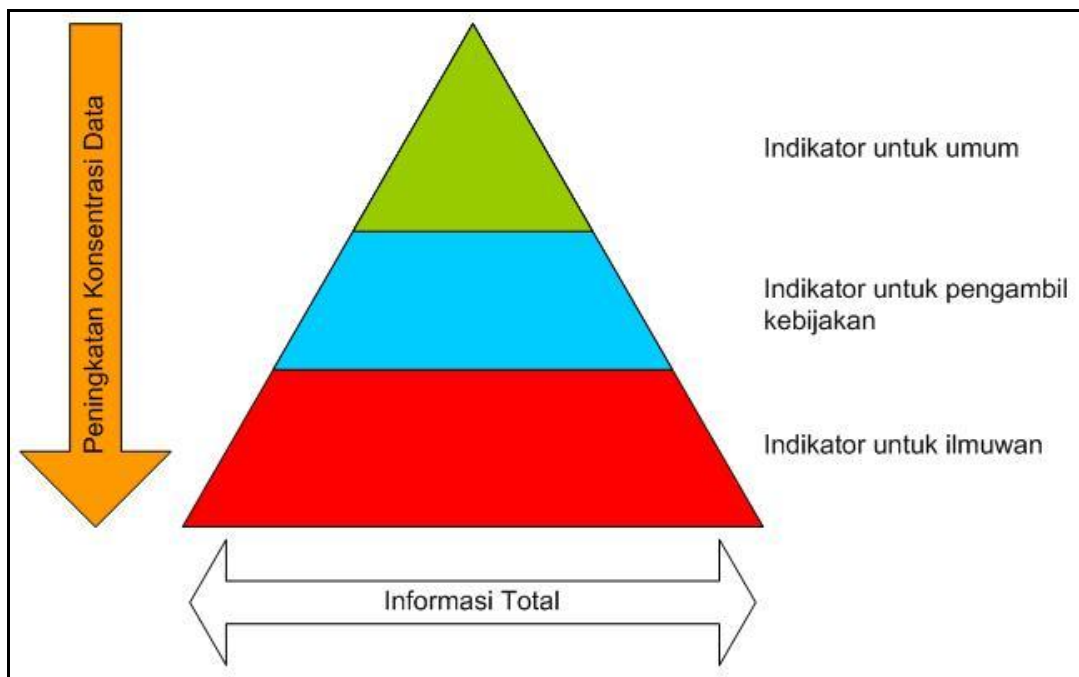 Peningkatan Konsentrasi Data
Indikator untuk umum
Indikator untuk pengambil
kebijakan
Indikator untuk ilmuwan
Informasi Total